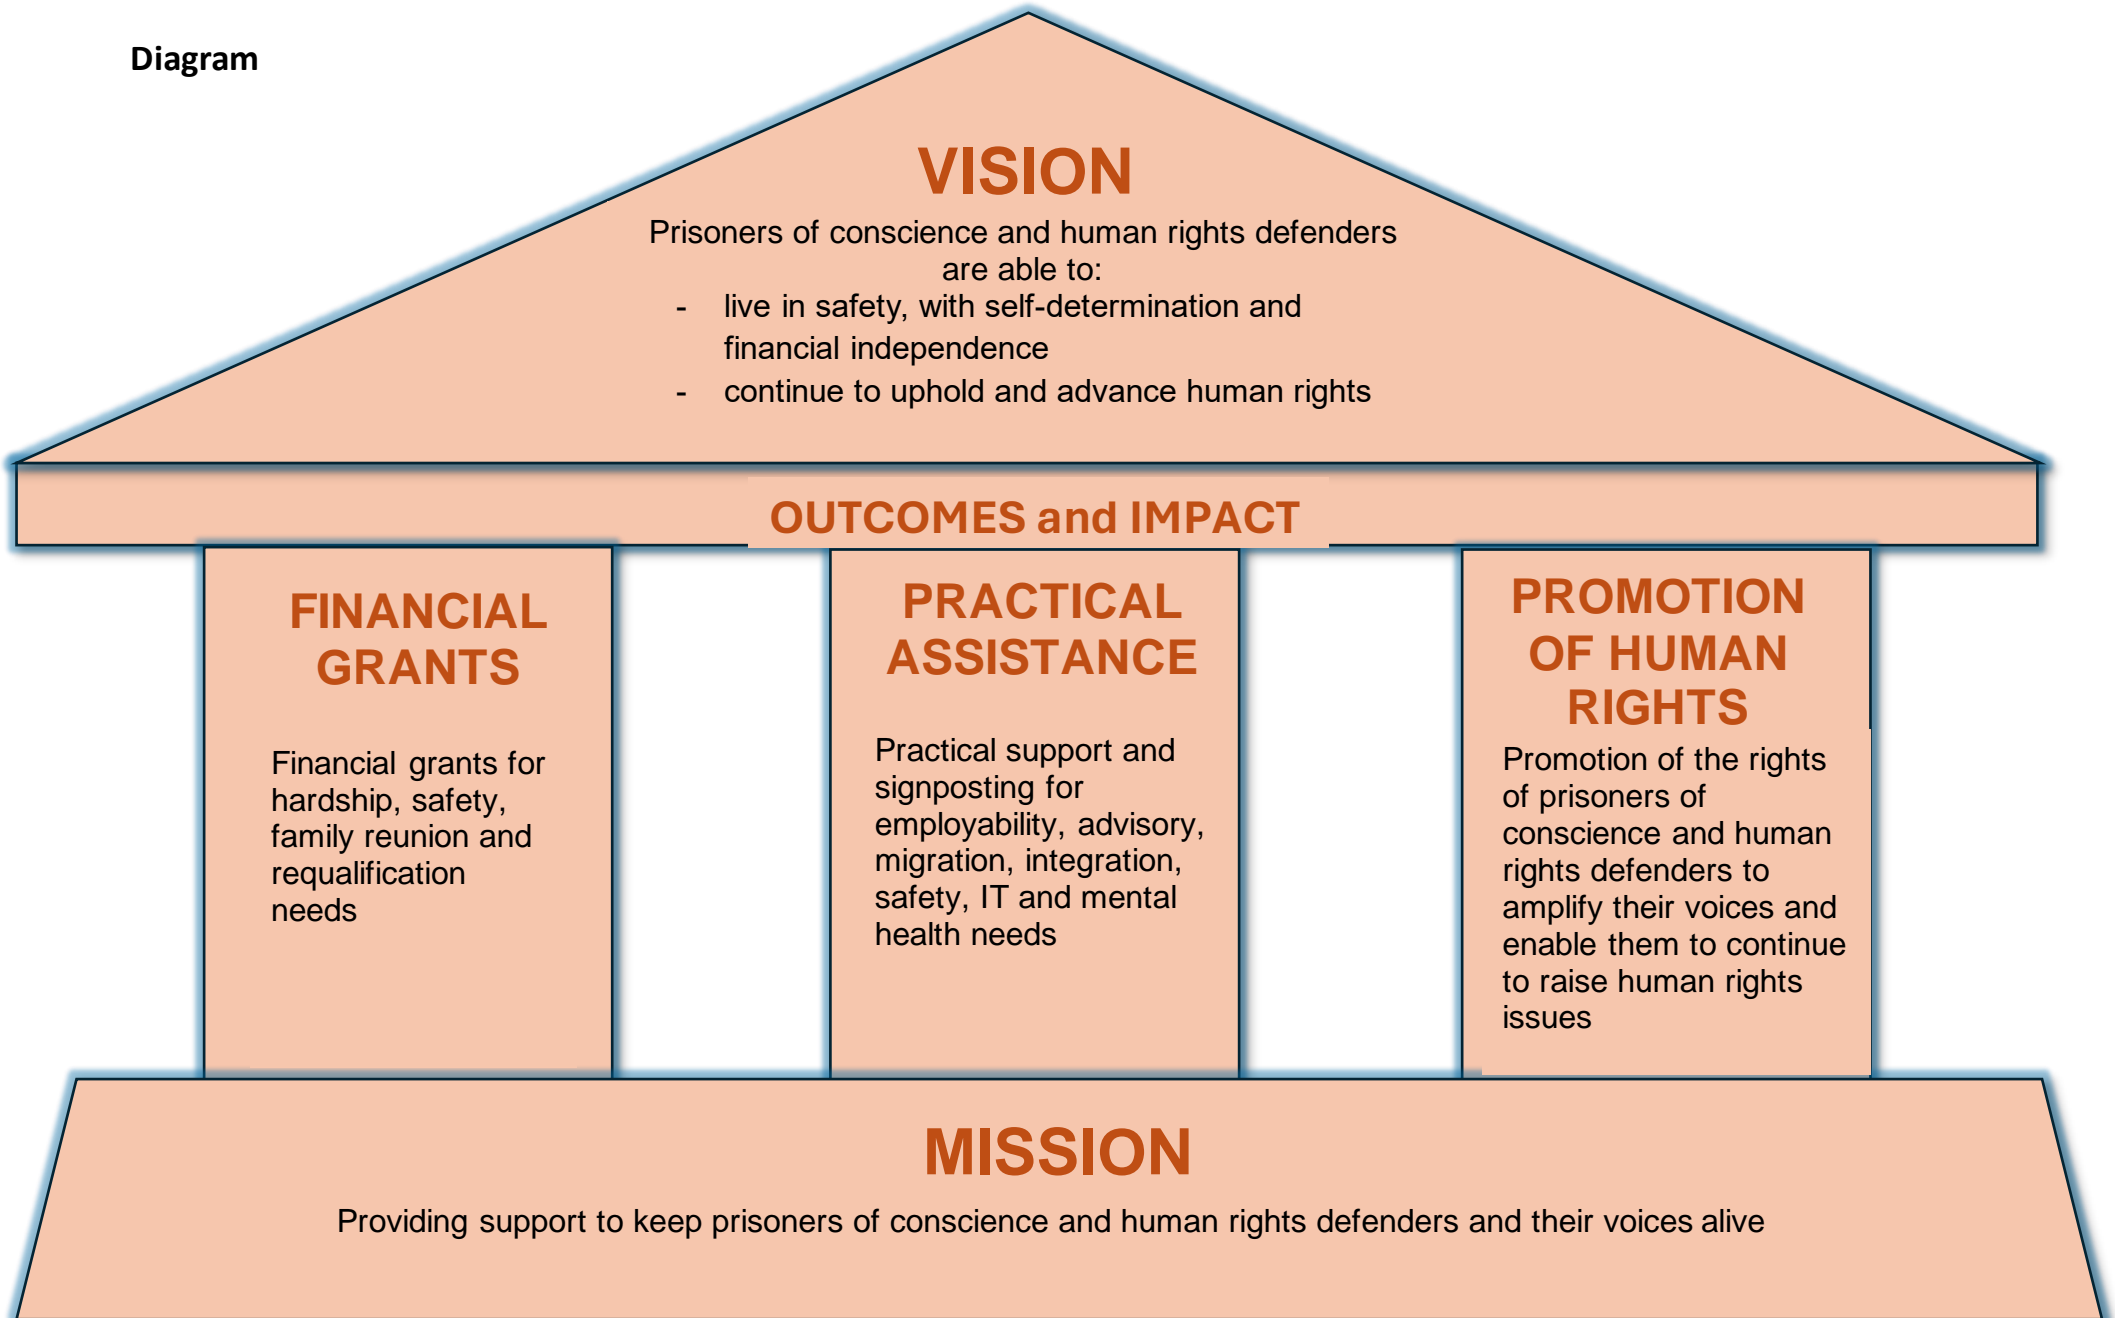 Diagram
VISION
Prisoners of conscience and human rights defenders
are able to:
- live in safety, with self-determination and
financial independence
- continue to uphold and advance human rights
OUTCOMES and IMPACT
FINANCIAL
GRANTS
Financial grants for
hardship, safety,
family reunion and
requalification
needs
PRACTICAL
ASSISTANCE
Practical support and
signposting for
employability, advisory,
migration, integration,
safety, IT and mental
health needs
PROMOTION
OF HUMAN
RIGHTS
Promotion of the rights
of prisoners of
conscience and human
rights defenders to
amplify their voices and
enable them to continue
to raise human rights
issues
MISSION
Providing support to keep prisoners of conscience and human rights defenders and their voices alive